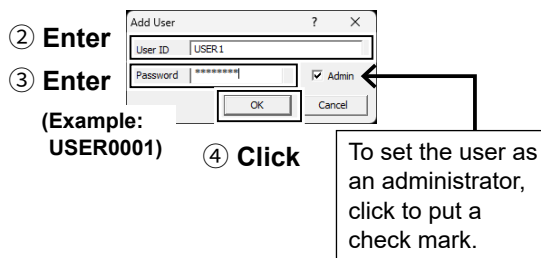 Add User ? ×
② Enter
User ID USER1
③ Enter
Password ******** Admin
OK Cancel
(Example:
USER0001)
④ Click
To set the user as
an administrator,
click to put a
check mark.